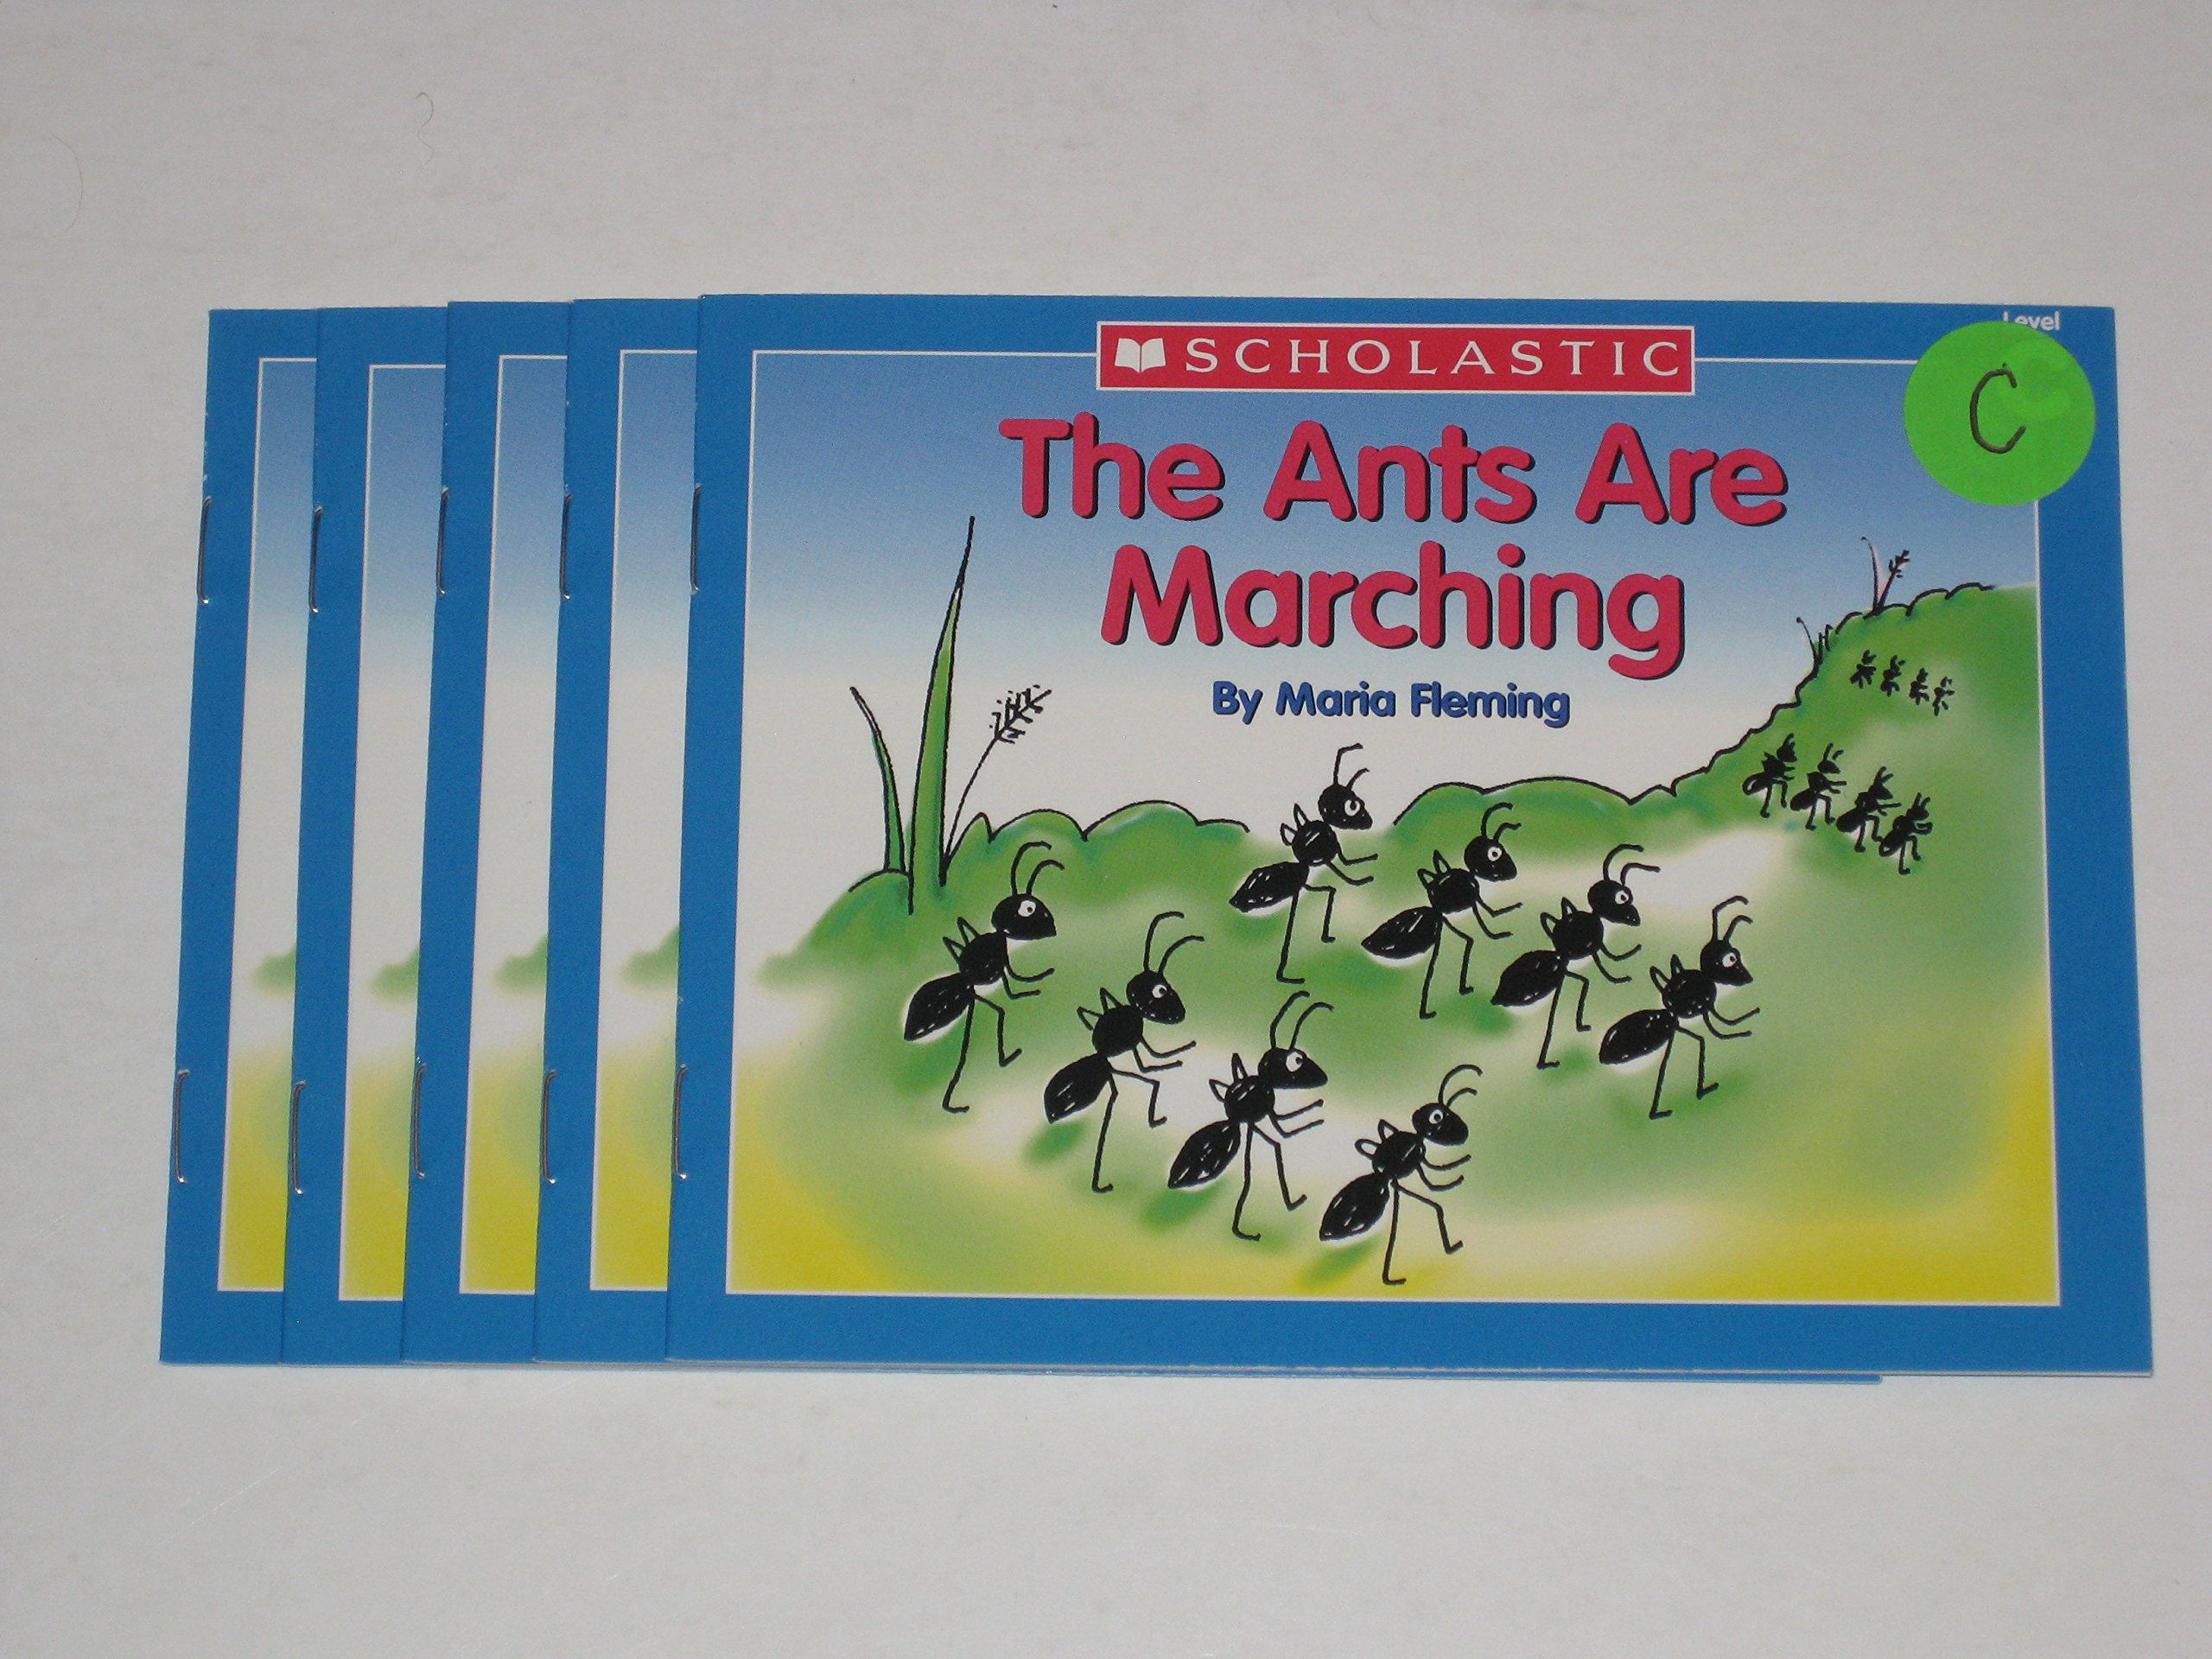 SCHOLASTIC
Level
C
The Ants Are
Marching
By Maria Fleming